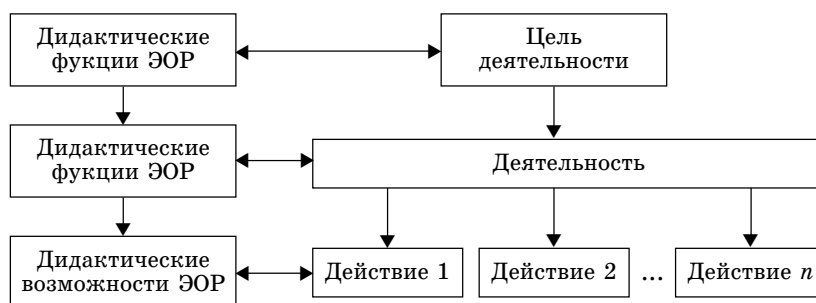 Дидактические
фукции ЭОР
Цель
деятельности
Дидактические
фукции ЭОР
Деятельность
Дидактические
возможности ЭОР
Действие 1
Действие 2
...
Действие n